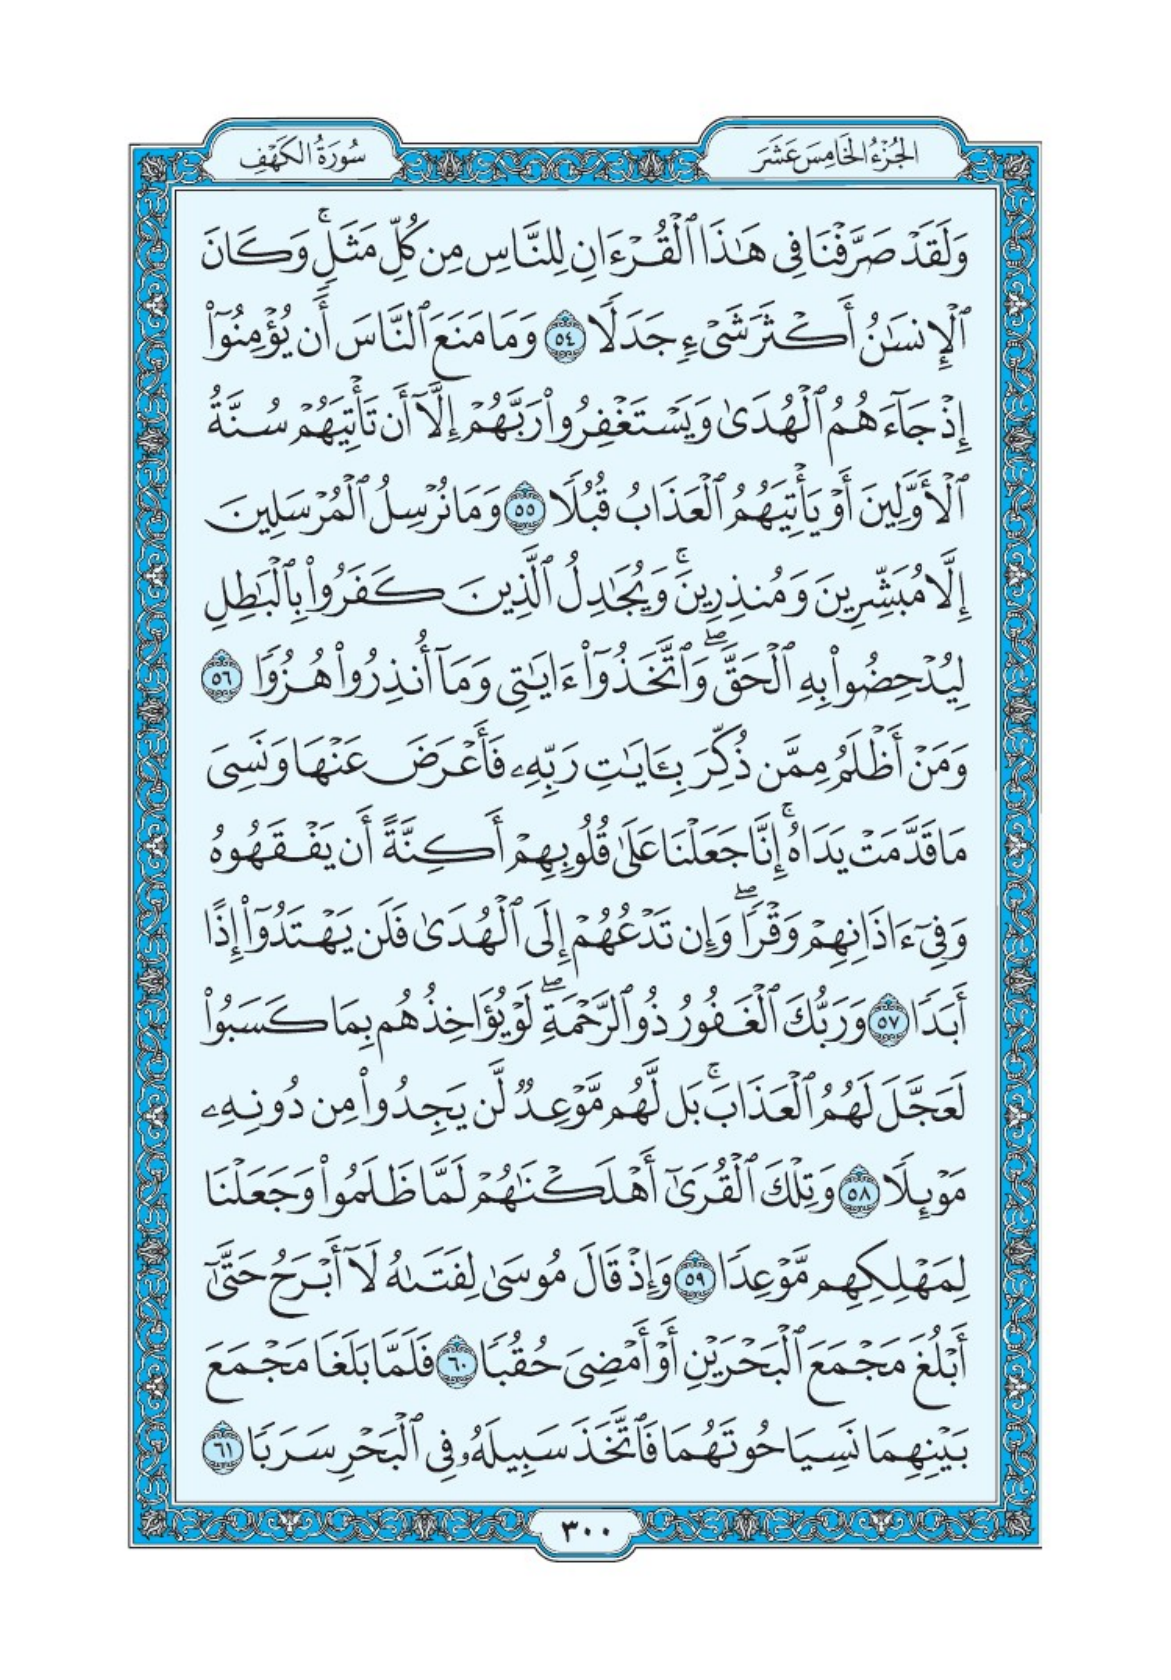 الجُزْءُ الخَامِسَ عَشَرَ
سُورَةُ الكَهْفِ
وَلَقَدْ صَرَّفْنَا فِى هَٰذَا ٱلْقُرْءَانِ لِلنَّاسِ مِن كُلِّ مَثَلٍۚ وَكَانَ
ٱلْإِنسَٰنُ أَكْثَرَ شَىْءٍ جَدَلًا ٥٤ وَمَا مَنَعَ ٱلنَّاسَ أَن يُؤْمِنُوٓا۟
إِذْ جَآءَهُمُ ٱلْهُدَىٰ وَيَسْتَغْفِرُوا۟ رَبَّهُمْ إِلَّآ أَن تَأْتِيَهُمْ سُنَّةُ
ٱلْأَوَّلِينَ أَوْ يَأْتِيَهُمُ ٱلْعَذَابُ قُبُلًا ٥٥ وَمَا نُرْسِلُ ٱلْمُرْسَلِينَ
إِلَّا مُبَشِّرِينَ وَمُنذِرِينَۚ وَيُجَٰدِلُ ٱلَّذِينَ كَفَرُوا۟ بِٱلْبَٰطِلِ
لِيُدْحِضُوا۟ بِهِ ٱلْحَقَّۖ وَٱتَّخَذُوٓا۟ ءَايَٰتِى وَمَآ أُنذِرُوا۟ هُزُوًا ٥٦
وَمَنْ أَظْلَمُ مِمَّن ذُكِّرَ بِـَٔايَٰتِ رَبِّهِۦ فَأَعْرَضَ عَنْهَا وَنَسِىَ
مَا قَدَّمَتْ يَدَاهُۚ إِنَّا جَعَلْنَا عَلَىٰ قُلُوبِهِمْ أَكِنَّةً أَن يَفْقَهُوهُ
وَفِىٓ ءَاذَانِهِمْ وَقْرًاۖ وَإِن تَدْعُهُمْ إِلَى ٱلْهُدَىٰ فَلَن يَهْتَدُوٓا۟ إِذًا
أَبَدًا ٥٧ وَرَبُّكَ ٱلْغَفُورُ ذُو ٱلرَّحْمَةِۖ لَوْ يُؤَاخِذُهُم بِمَا كَسَبُوا۟
لَعَجَّلَ لَهُمُ ٱلْعَذَابَۚ بَل لَّهُم مَّوْعِدٌ لَّن يَجِدُوا۟ مِن دُونِهِۦ
مَوْئِلًا ٥٨ وَتِلْكَ ٱلْقُرَىٰٓ أَهْلَكْنَٰهُمْ لَمَّا ظَلَمُوا۟ وَجَعَلْنَا
لِمَهْلِكِهِم مَّوْعِدًا ٥٩ وَإِذْ قَالَ مُوسَىٰ لِفَتَىٰهُ لَآ أَبْرَحُ حَتَّىٰٓ
أَبْلُغَ مَجْمَعَ ٱلْبَحْرَيْنِ أَوْ أَمْضِىَ حُقُبًا ٦٠ فَلَمَّا بَلَغَا مَجْمَعَ
بَيْنِهِمَا نَسِيَا حُوتَهُمَا فَٱتَّخَذَ سَبِيلَهُۥ فِى ٱلْبَحْرِ سَرَبًا ٦١
٣٠٠